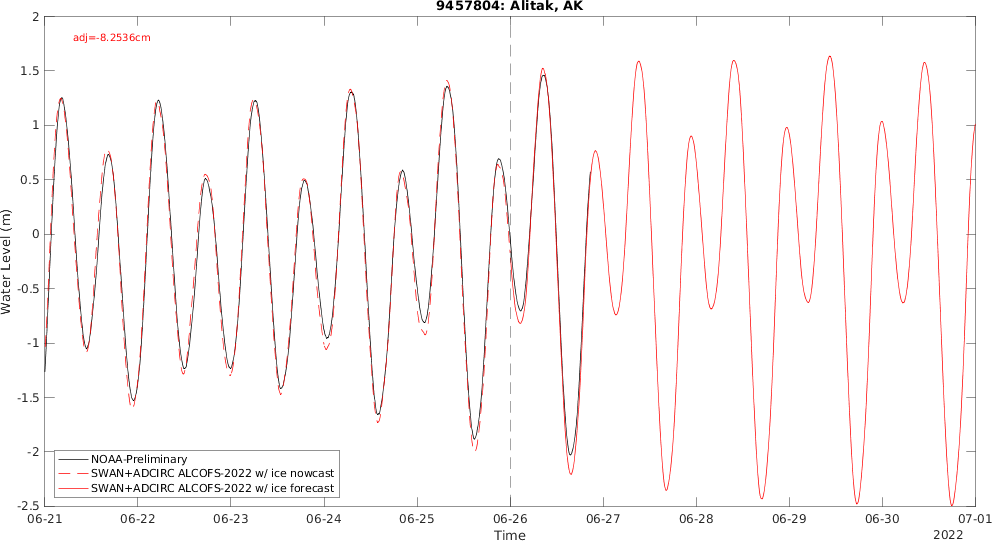 9457804: Alitak, AK
adj=-8.2536cm
2
1.5
1
0.5
0
-0.5
-1
-1.5
-2
-2.5
Water Level (m)
NOAA-Preliminary
SWAN+ADCIRC ALCOFS-2022 w/ ice nowcast
SWAN+ADCIRC ALCOFS-2022 w/ ice forecast
06-21 06-22 06-23 06-24 06-25 06-26 06-27 06-28 06-29 06-30 07-01
Time
2022